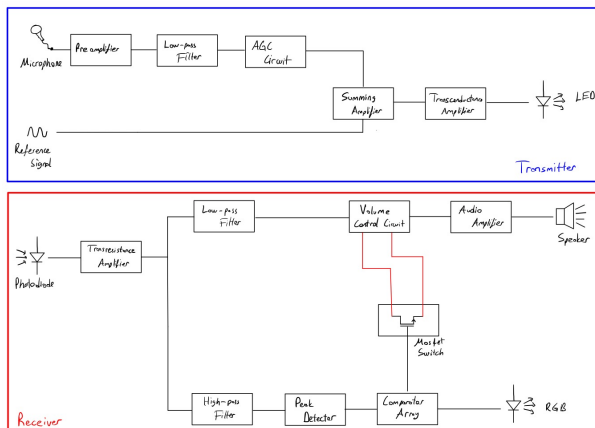 Microphone
Preamplifier
Low-pass
Filter
AGC
Circuit
Summing
Amplifier
Transconductance
Amplifier
LED
Reference
Signal
Transmitter
Photodiode
Transresistance
Amplifier
Low-pass
Filter
Volume
Control Circuit
Audio
Amplifier
Speaker
Mosfet
Switch
High-pass
Filter
Peak
Detector
Comparator
Array
RGB
Receiver